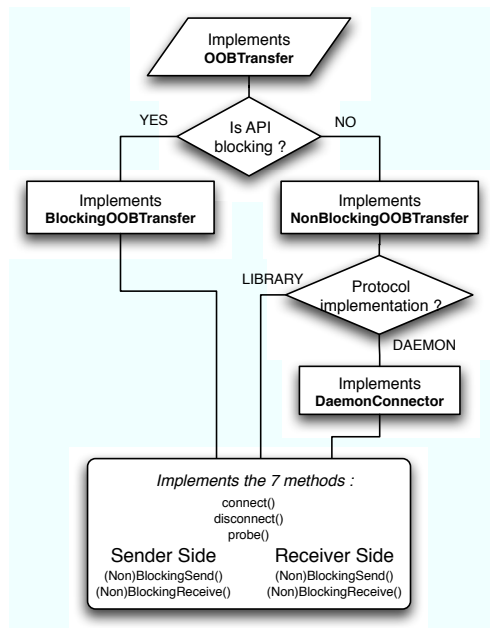 Implements
OOBTransfer
Is API
blocking ?
YES
NO
Implements
BlockingOOBTransfer
Implements
NonBlockingOOBTransfer
LIBRARY
Protocol
implementation ?
DAEMON
Implements
DaemonConnector
Implements the 7 methods :
connect()
disconnect()
probe()
Sender Side
(Non)BlockingSend()
(Non)BlockingReceive()
Receiver Side
(Non)BlockingSend()
(Non)BlockingReceive()